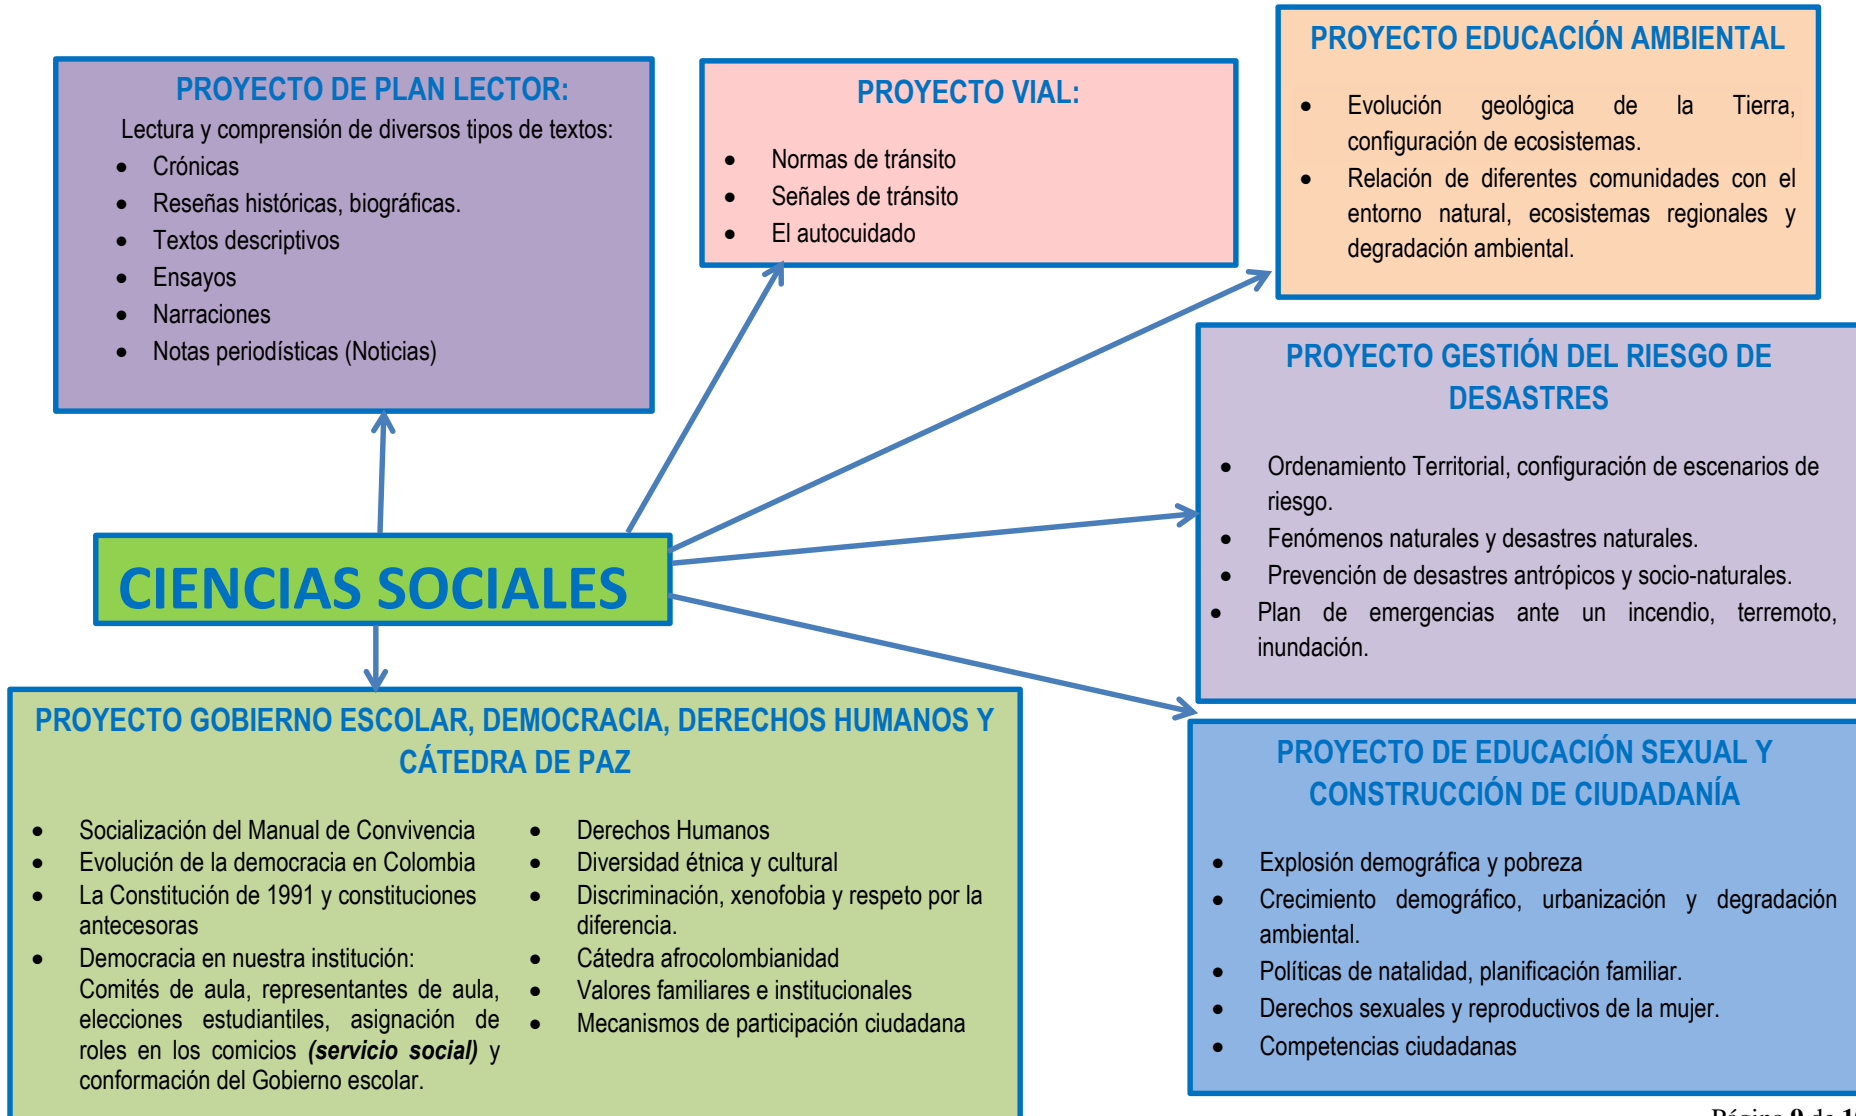 PROYECTO DE PLAN LECTOR:
Lectura y comprensión de diversos tipos de textos:
• Crónicas
• Reseñas históricas, biográficas.
• Textos descriptivos
• Ensayos
• Narraciones
• Notas periodísticas (Noticias)
PROYECTO VIAL:
• Normas de tránsito
• Señales de tránsito
• El autocuidado
PROYECTO EDUCACIÓN AMBIENTAL
• Evolución geológica de la Tierra,
configuración de ecosistemas.
• Relación de diferentes comunidades con el
entorno natural, ecosistemas regionales y
degradación ambiental.
PROYECTO GESTIÓN DEL RIESGO DE
DESASTRES
• Ordenamiento Territorial, configuración de escenarios de
riesgo.
• Fenómenos naturales y desastres naturales.
• Prevención de desastres antrópicos y socio-naturales.
• Plan de emergencias ante un incendio, terremoto,
inundación.
CIENCIAS SOCIALES
PROYECTO GOBIERNO ESCOLAR, DEMOCRACIA, DERECHOS HUMANOS Y
CÁTEDRA DE PAZ
• Socialización del Manual de Convivencia
• Evolución de la democracia en Colombia
• La Constitución de 1991 y constituciones
antecesoras
• Democracia en nuestra institución:
Comités de aula, representantes de aula,
elecciones estudiantiles, asignación de
roles en los comicios (servicio social) y
conformación del Gobierno escolar.
• Derechos Humanos
• Diversidad étnica y cultural
• Discriminación, xenofobia y respeto por la
diferencia.
• Cátedra afrocolombianidad
• Valores familiares e institucionales
• Mecanismos de participación ciudadana
PROYECTO DE EDUCACIÓN SEXUAL Y
CONSTRUCCIÓN DE CIUDADANÍA
• Explosión demográfica y pobreza
• Crecimiento demográfico, urbanización y degradación
ambiental.
• Políticas de natalidad, planificación familiar.
• Derechos sexuales y reproductivos de la mujer.
• Competencias ciudadanas
Página 9 de